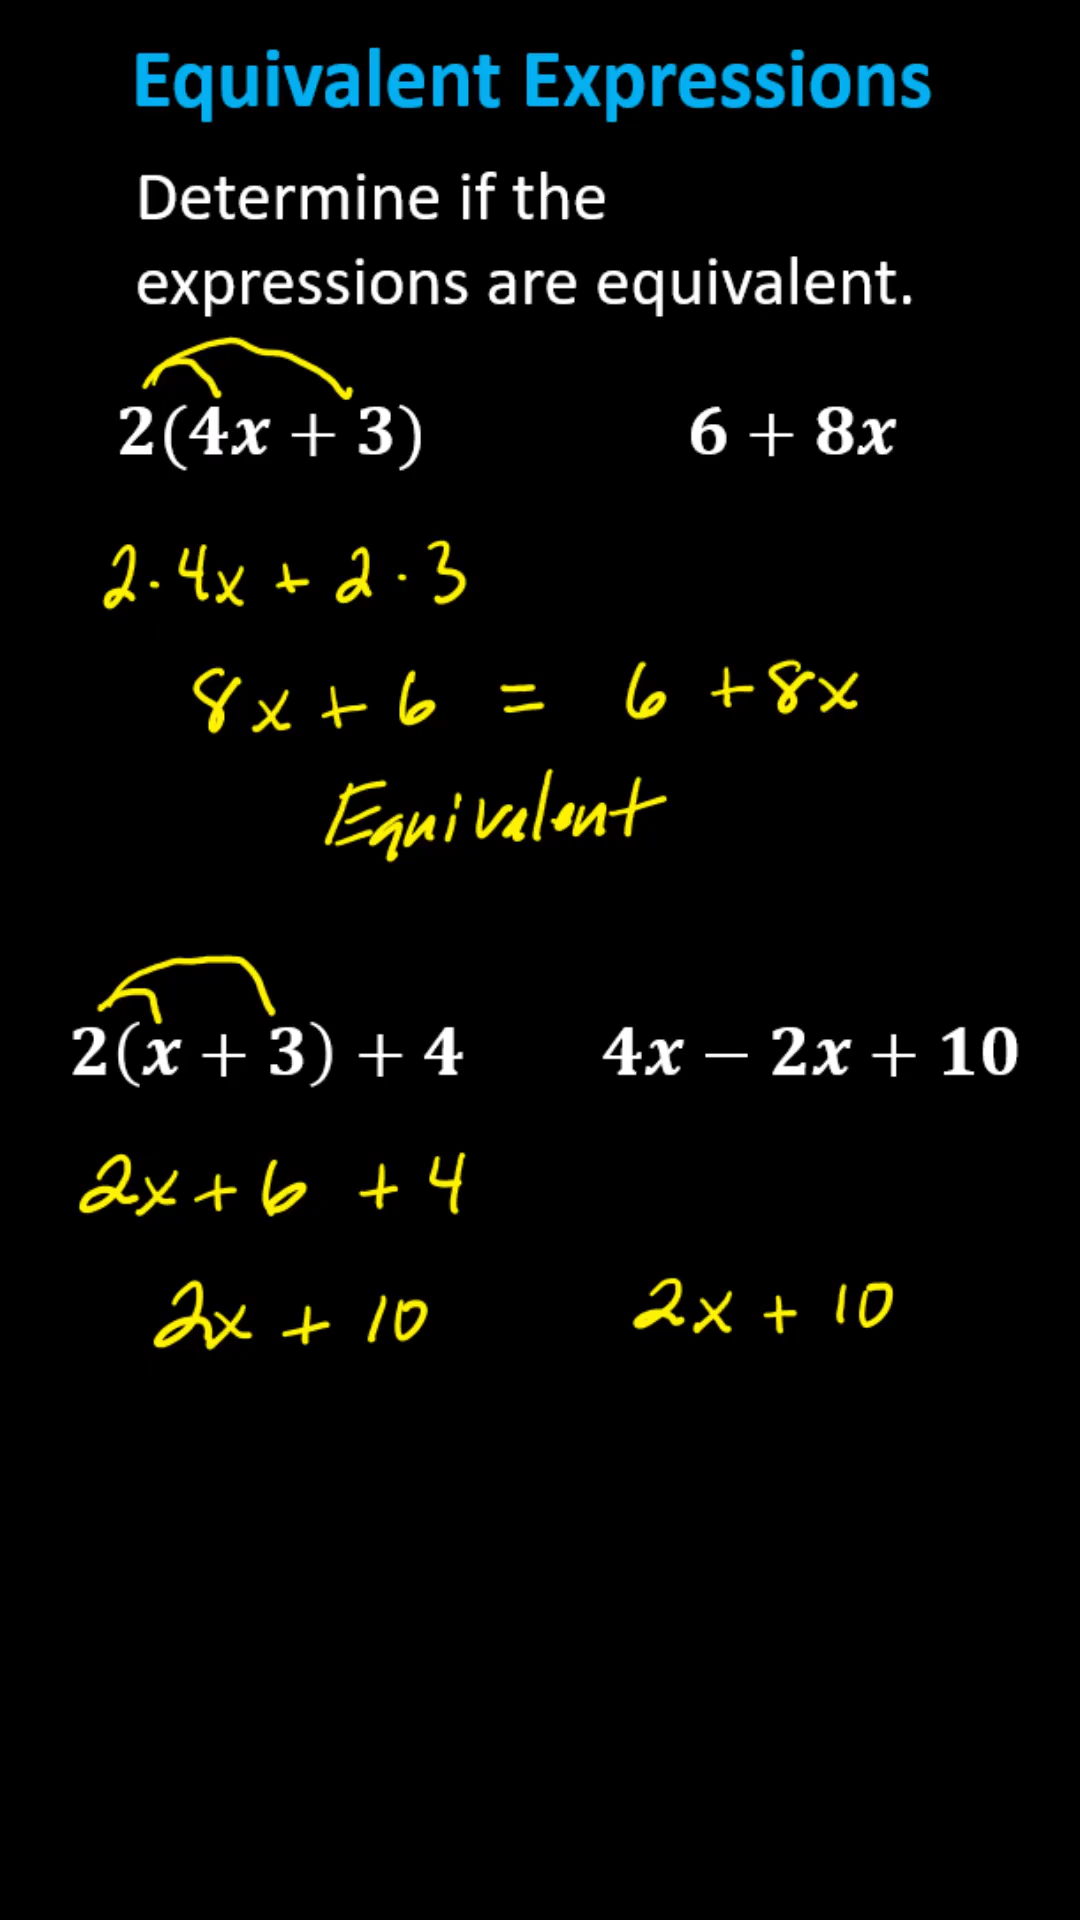 Equivalent Expressions
Determine if the
expressions are equivalent.
2(4x + 3) 6 + 8x
2·4x + 2·3
8x + 6 = 6 + 8x
Equivalent
2(x + 3) + 4 4x − 2x + 10
2x + 6 + 4
2x + 10 2x + 10